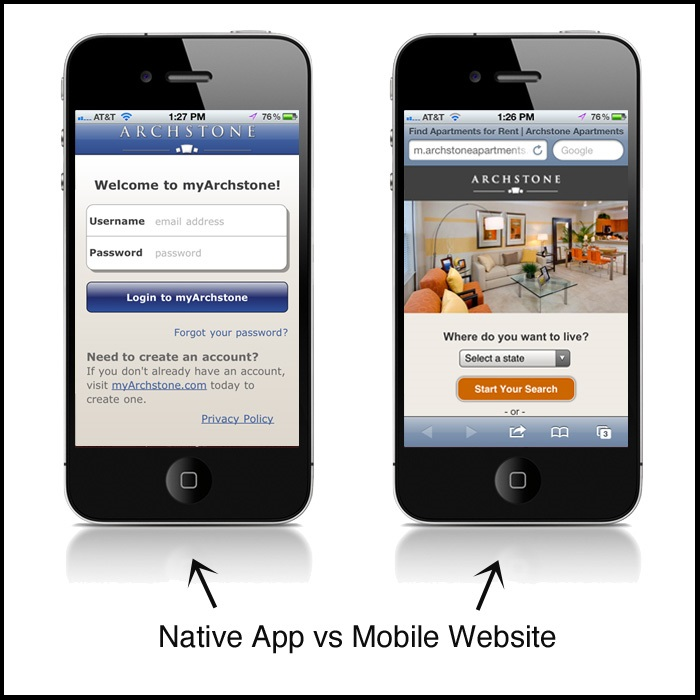 AT&T 1:27 PM 76%
ARCHSTONE
Welcome to myArchstone!
Username email address
Password password
Login to myArchstone
Forgot your password?
Need to create an account?
If you don't already have an account,
visit myArchstone.com today to
create one.
Privacy Policy
AT&T 1:26 PM 76%
Find Apartments for Rent | Archstone Apartments
m.archstoneapartments. Google
ARCHSTONE
Where do you want to live?
Select a state
Start Your Search
- or -
3
Native App vs Mobile Website